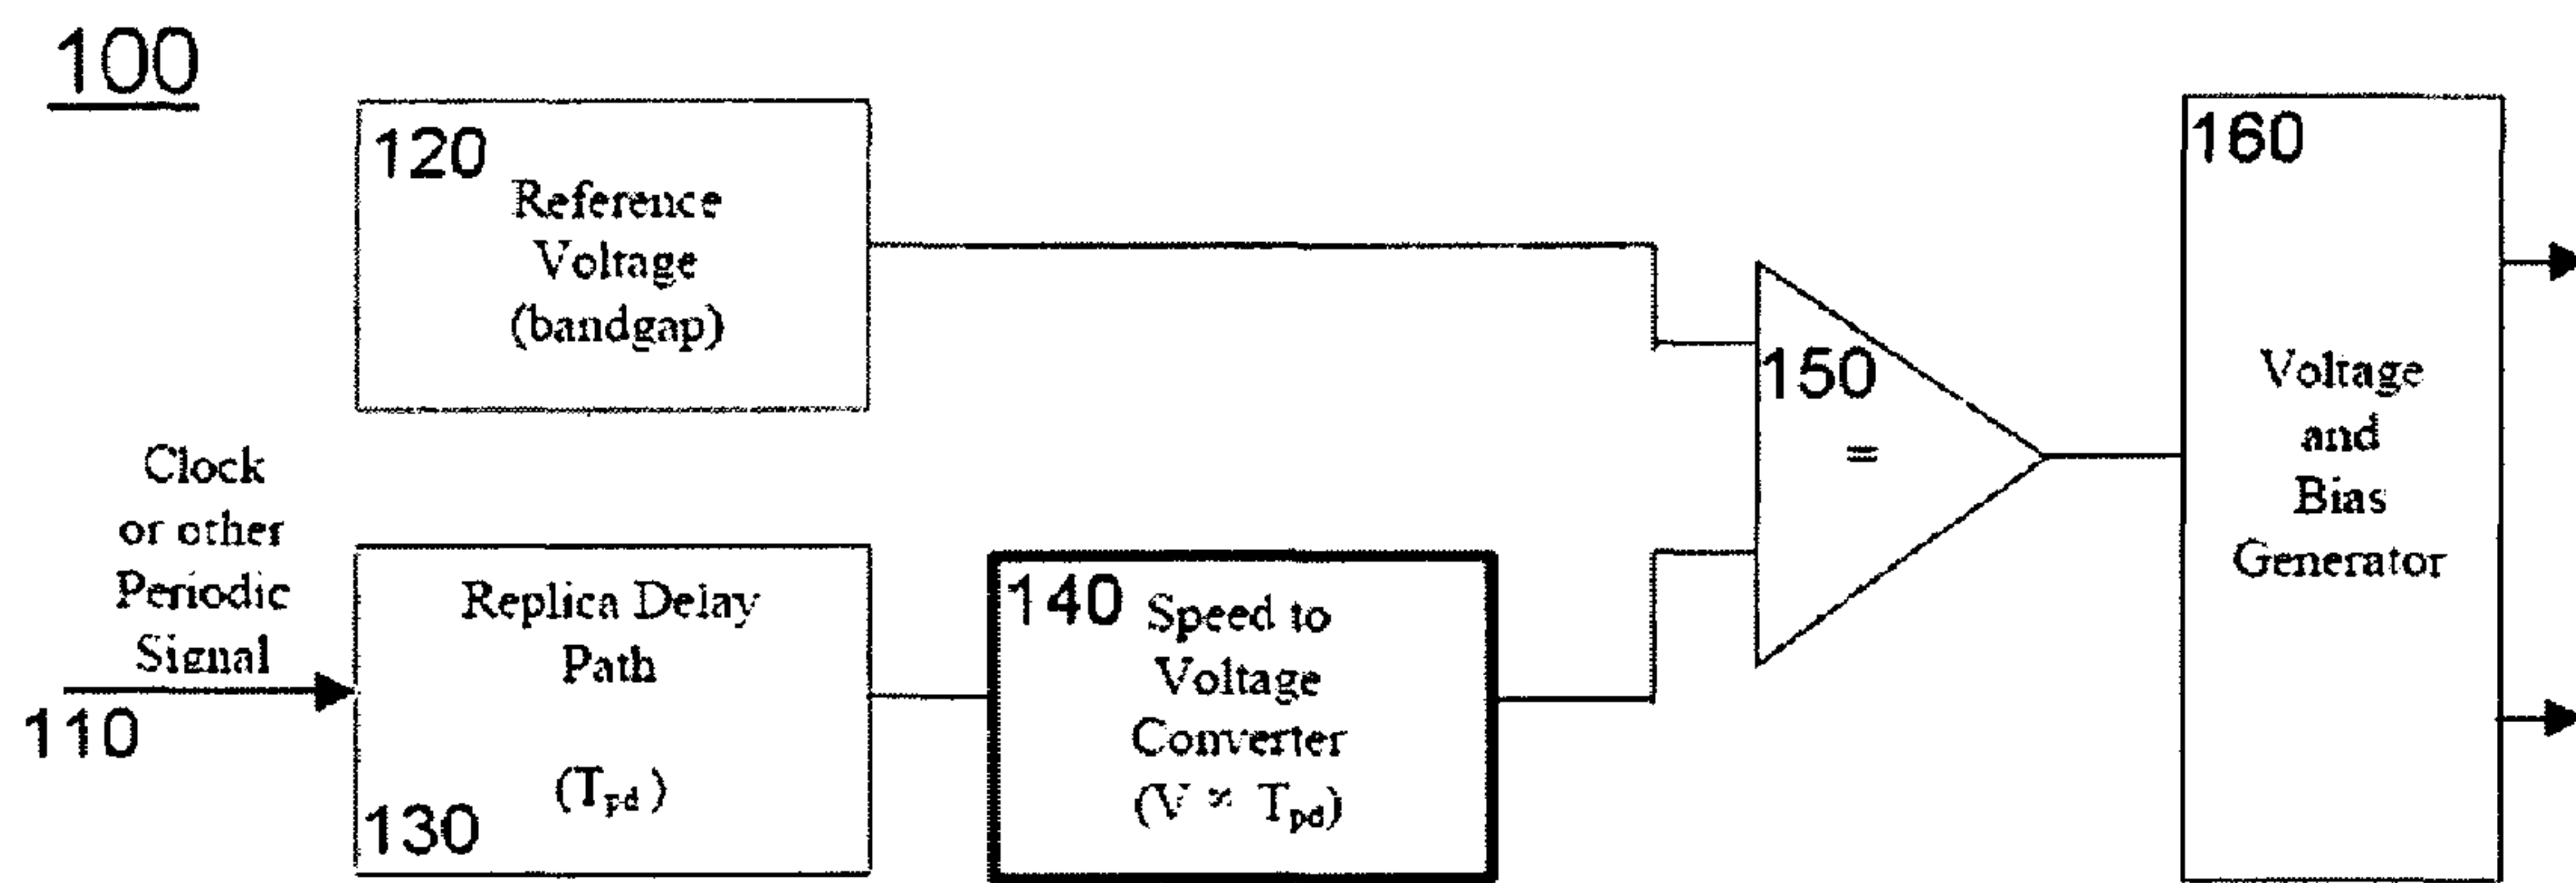 100
120
Reference
Voltage
(bandgap)
Clock
or other
Periodic
Signal
110
Replica Delay
Path
(Tpd)
130
140 Speed to
Voltage
Converter
(V ∝ Tpd)
150
=
160
Voltage
and
Bias
Generator